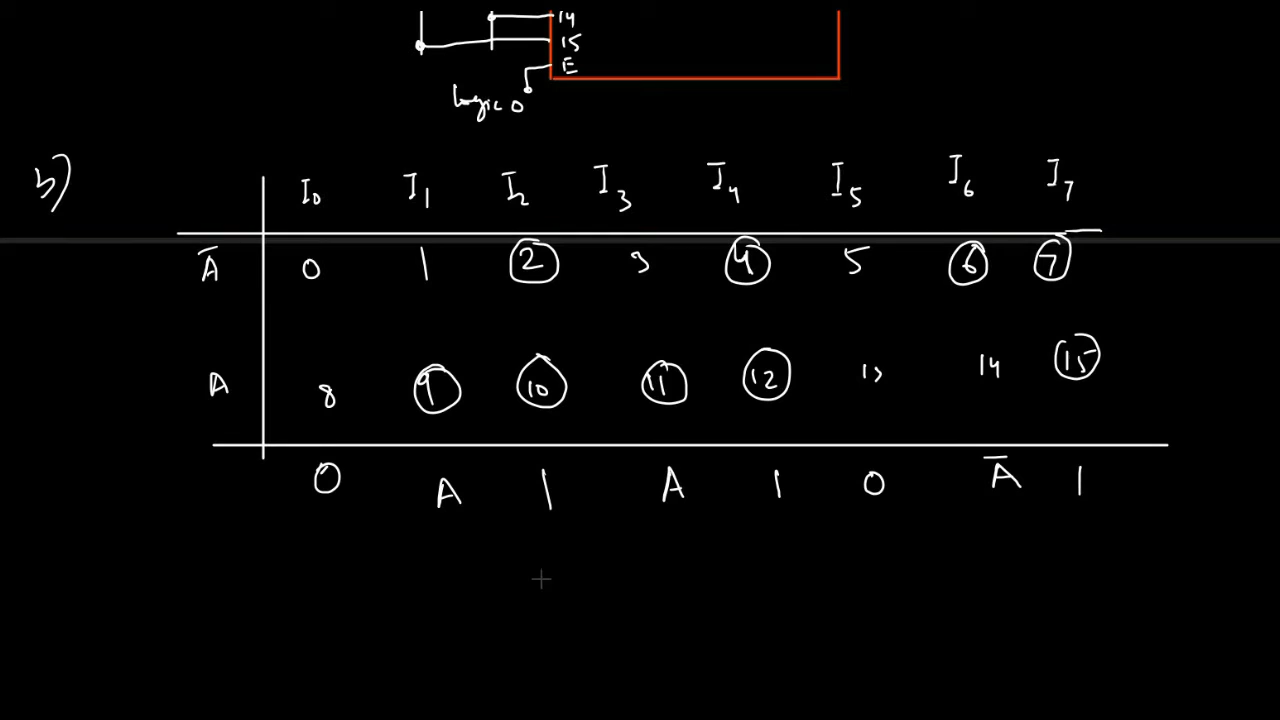 14
15
E
Logic 0
b)
I₀ I₁ I₂ I₃ I₄ I₅ I₆ I₇
Ā 0 1 2 3 4 5 6 7
A 8 9 10 11 12 13 14 15
0 A 1 A 1 0 Ā 1